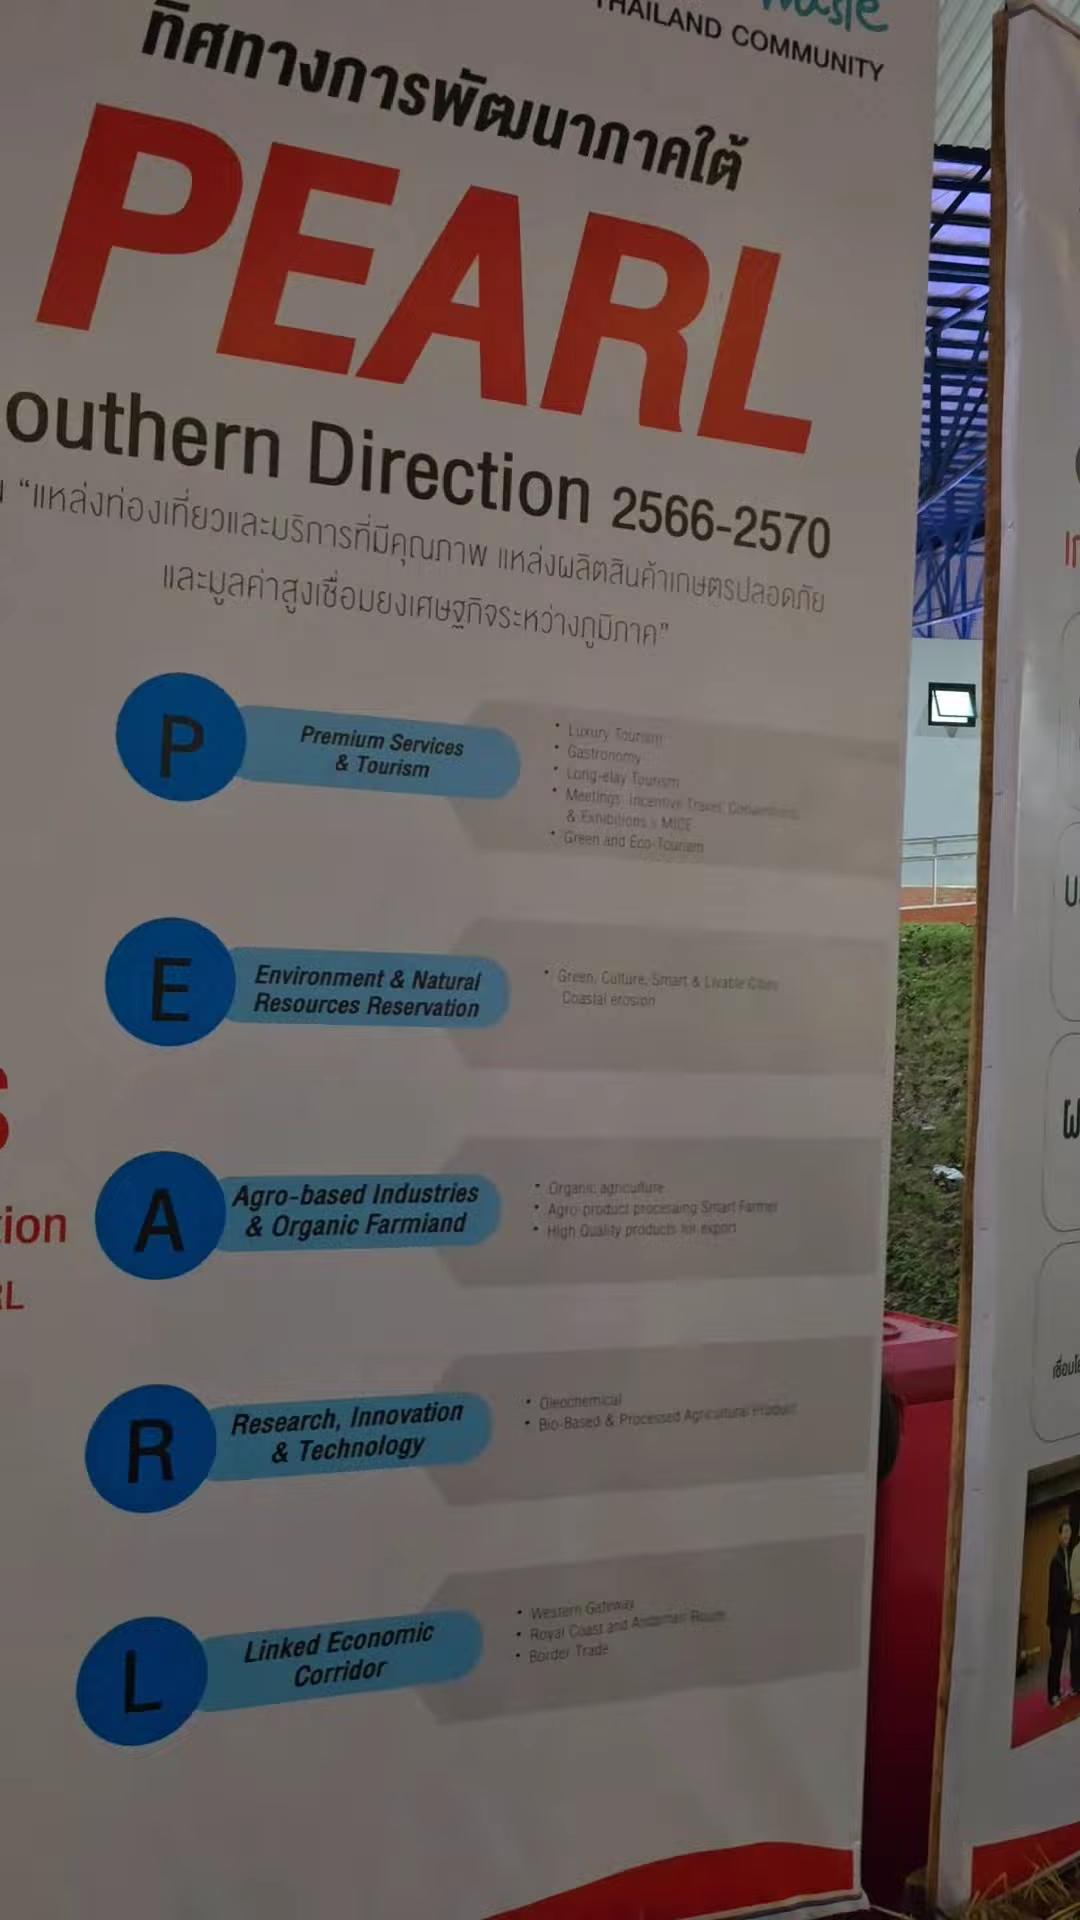 THAILAND COMMUNITY
ทิศทางการพัฒนาภาคใต้
PEARL
outhern Direction 2566-2570
“แหล่งท่องเที่ยวและบริการที่มีคุณภาพ แหล่งผลิตสินค้าเกษตรปลอดภัย
และมูลค่าสูงเชื่อมยงเศษฐกิจระหว่างภูมิภาค”
P
Premium Services
& Tourism
• Luxury Tourism
• Gastronomy
• Long-elay Tourism
• Meetings, Incentive Travel, Conventions
& Exhibitions : MICE
• Green and Eco-Tourism
E
Environment & Natural
Resources Reservation
• Green, Culture, Smart & Livable Cities
Coastal erosion
A
Agro-based Industries
& Organic Farmiand
• Organic agriculture
• Agro-product procesaing Smart Farmer
• High Quality products for export
R
Research, Innovation
& Technology
• Oleochemical
• Bio-Based & Processed Agricultural Product
L
Linked Economic
Corridor
• Western Gateway
• Royal Coast and Andaman Route
• Border Trade
S
tion
RL